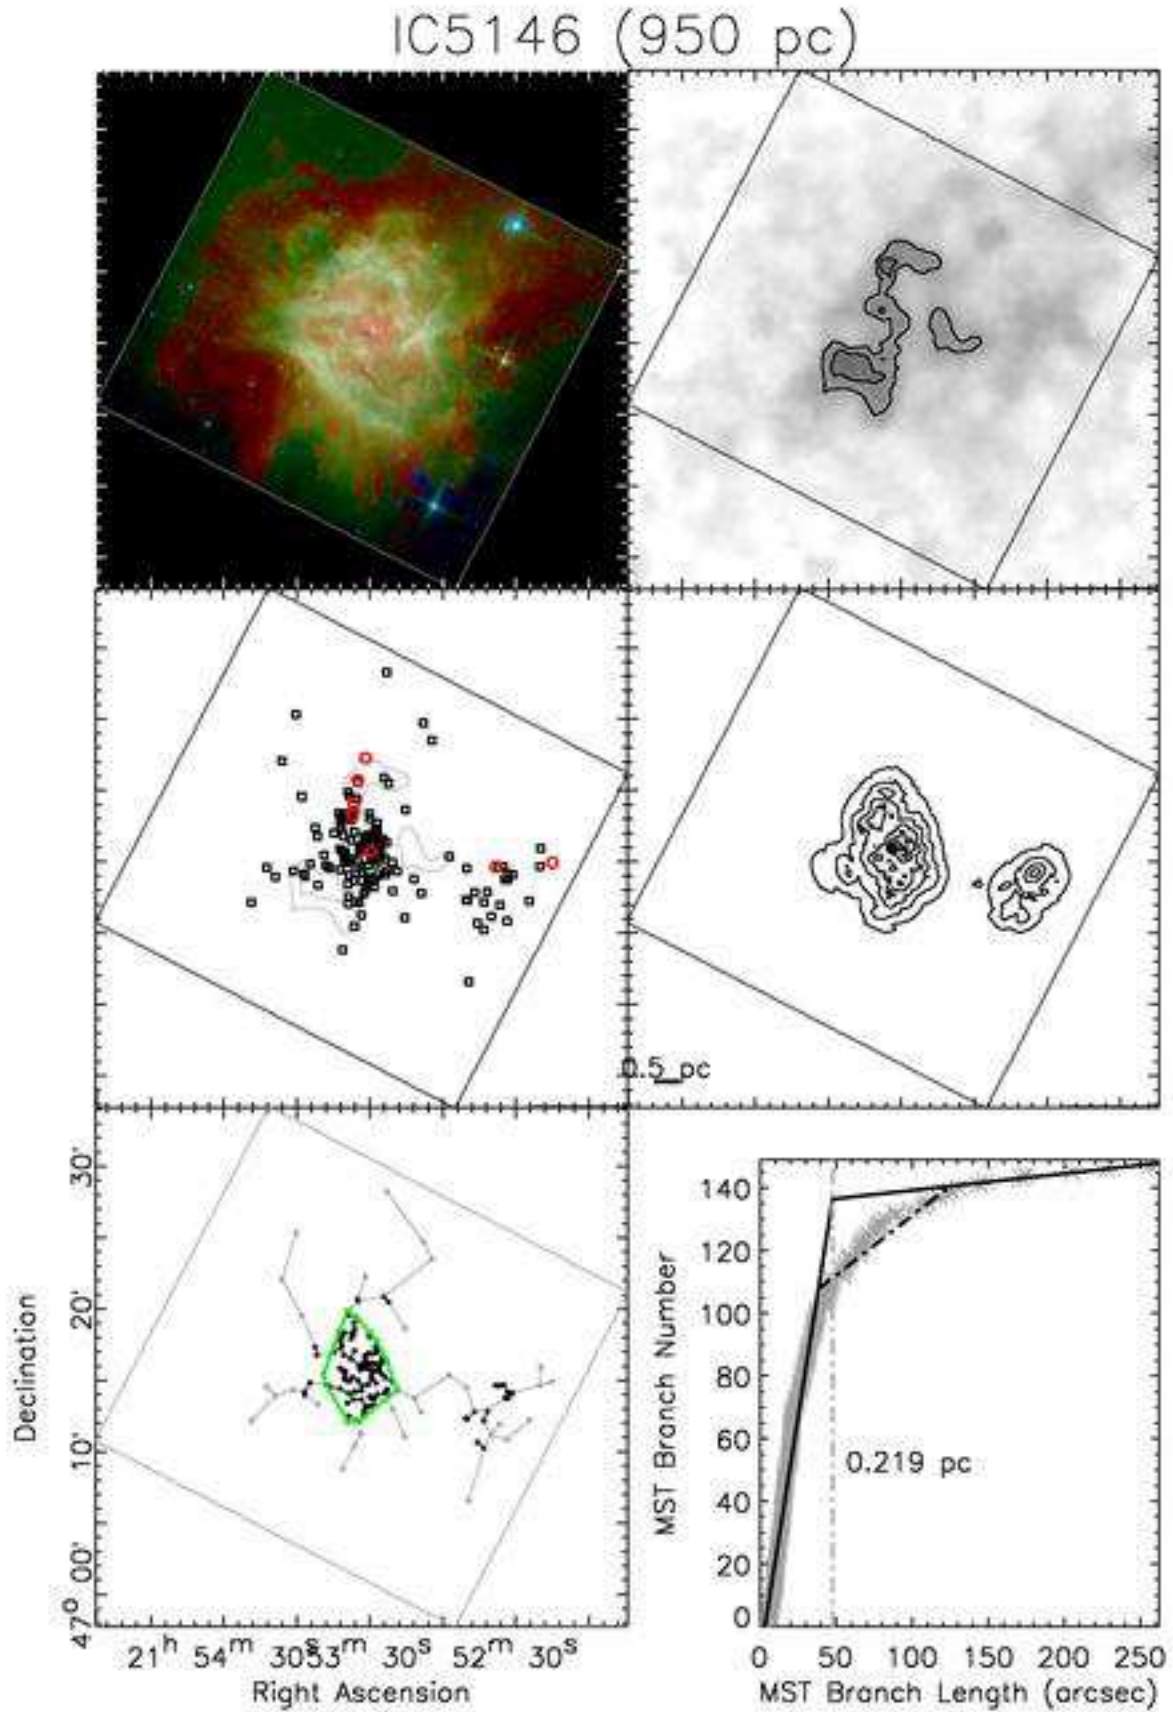 IC5146 (950 pc)
0.5 pc
30'
20'
10'
47° 00'
Declination
21h 54m 30s 53m 30s 52m 30s
Right Ascension
140
120
100
80
60
40
20
0
MST Branch Number
0.219 pc
0 50 100 150 200 250
MST Branch Length (arcsec)